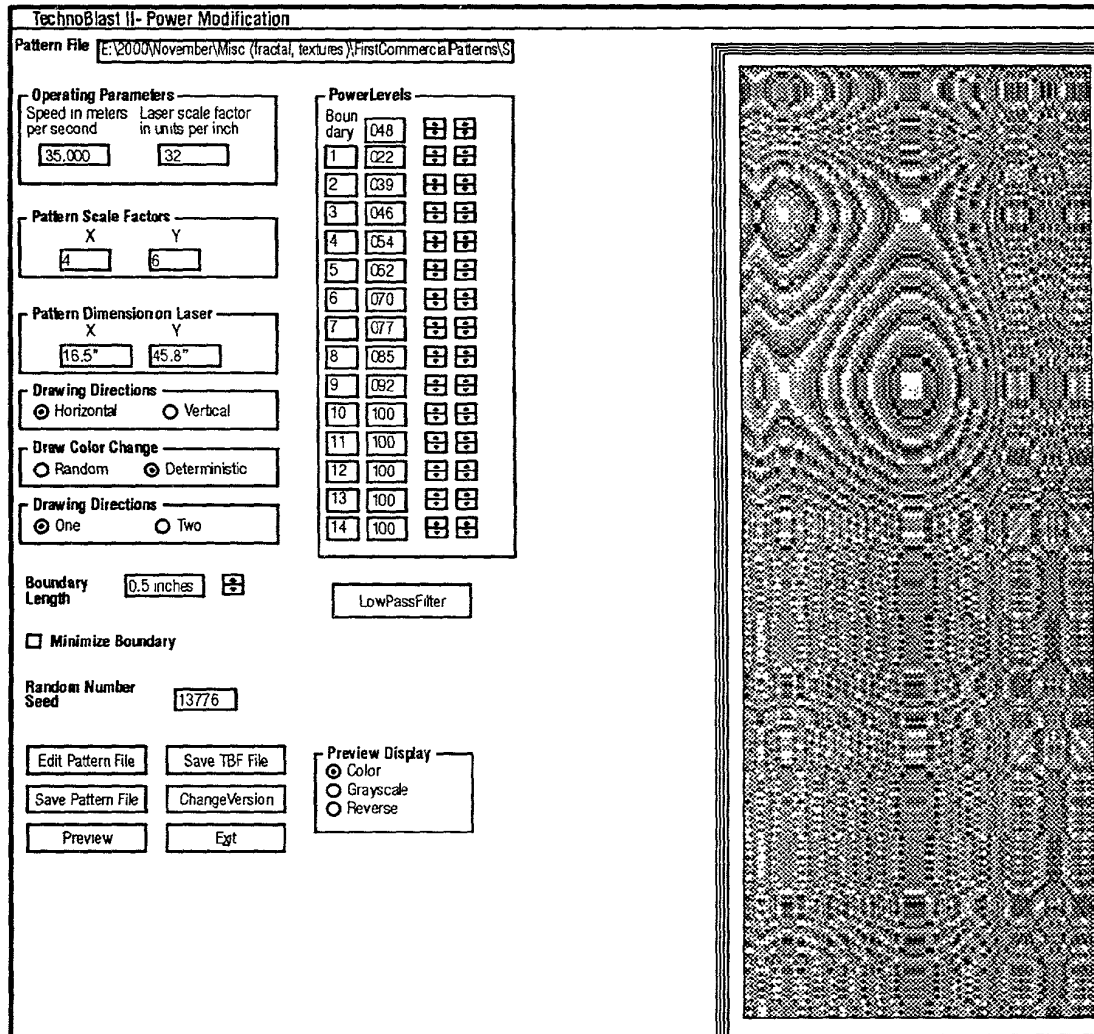 TechnoBlast II- Power Modification
Pattern File E:\2000\November\Misc (fractal, textures)\FirstCommercialPatterns\S
Operating Parameters
Speed in meters per second
Laser scale factor in units per inch
35.000
32
Pattern Scale Factors
X Y
4 6
Pattern Dimension on Laser
X Y
16.5" 45.8"
Drawing Directions
Horizontal Vertical
Draw Color Change
Random Deterministic
Drawing Directions
One Two
Boundary Length 0.5 inches
Minimize Boundary
Random Number Seed 13776
Edit Pattern File Save TBF File
Save Pattern File ChangeVersion
Preview Exit
PowerLevels
Boun
dary 048
1 022
2 039
3 046
4 054
5 062
6 070
7 077
8 085
9 092
10 100
11 100
12 100
13 100
14 100
LowPassFilter
Preview Display
Color
Grayscale
Reverse